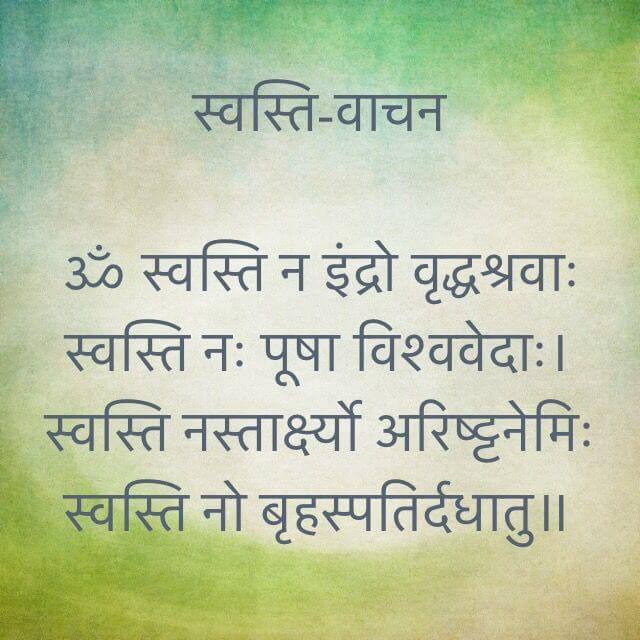 स्वस्ति-वाचन
ॐ स्वस्ति न इंद्रो वृद्धश्रवाः
स्वस्ति नः पूषा विश्ववेदाः।
स्वस्ति नस्तार्क्ष्यो अरिष्ट्टनेमिः
स्वस्ति नो बृहस्पतिर्दधातु॥